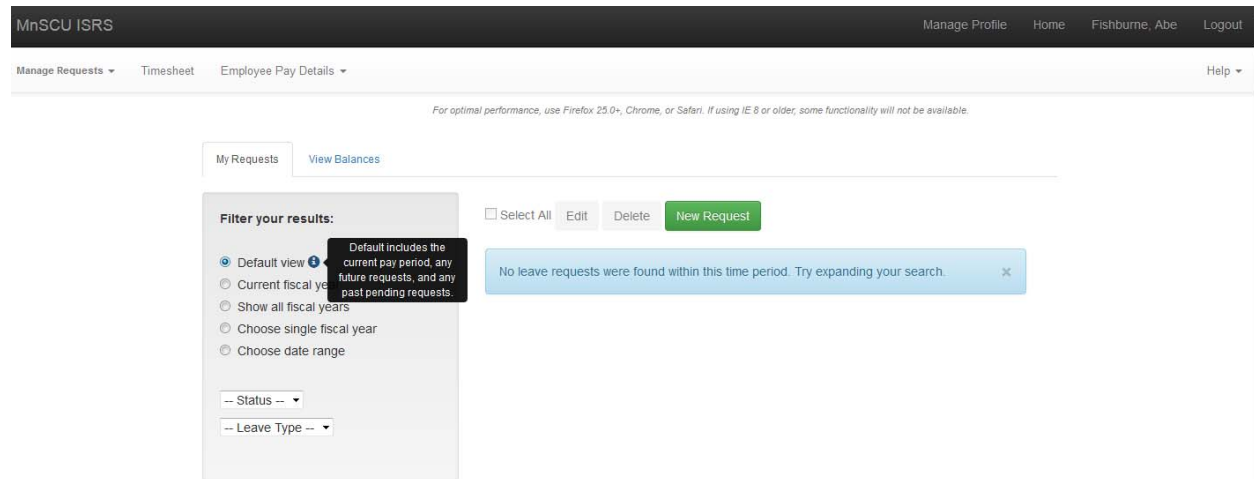 MnSCU ISRS Manage Profile Home Fishburne, Abe Logout
Manage Requests Timesheet Employee Pay Details Help
For optimal performance, use Firefox 25.0+, Chrome, or Safari. If using IE 8 or older, some functionality will not be available.
My Requests View Balances
Filter your results:
Default view
Default includes the
current pay period, any
future requests, and any
past pending requests.
Current fiscal ye
Show all fiscal years
Choose single fiscal year
Choose date range
-- Status --
-- Leave Type --
Select All Edit Delete New Request
No leave requests were found within this time period. Try expanding your search. ×